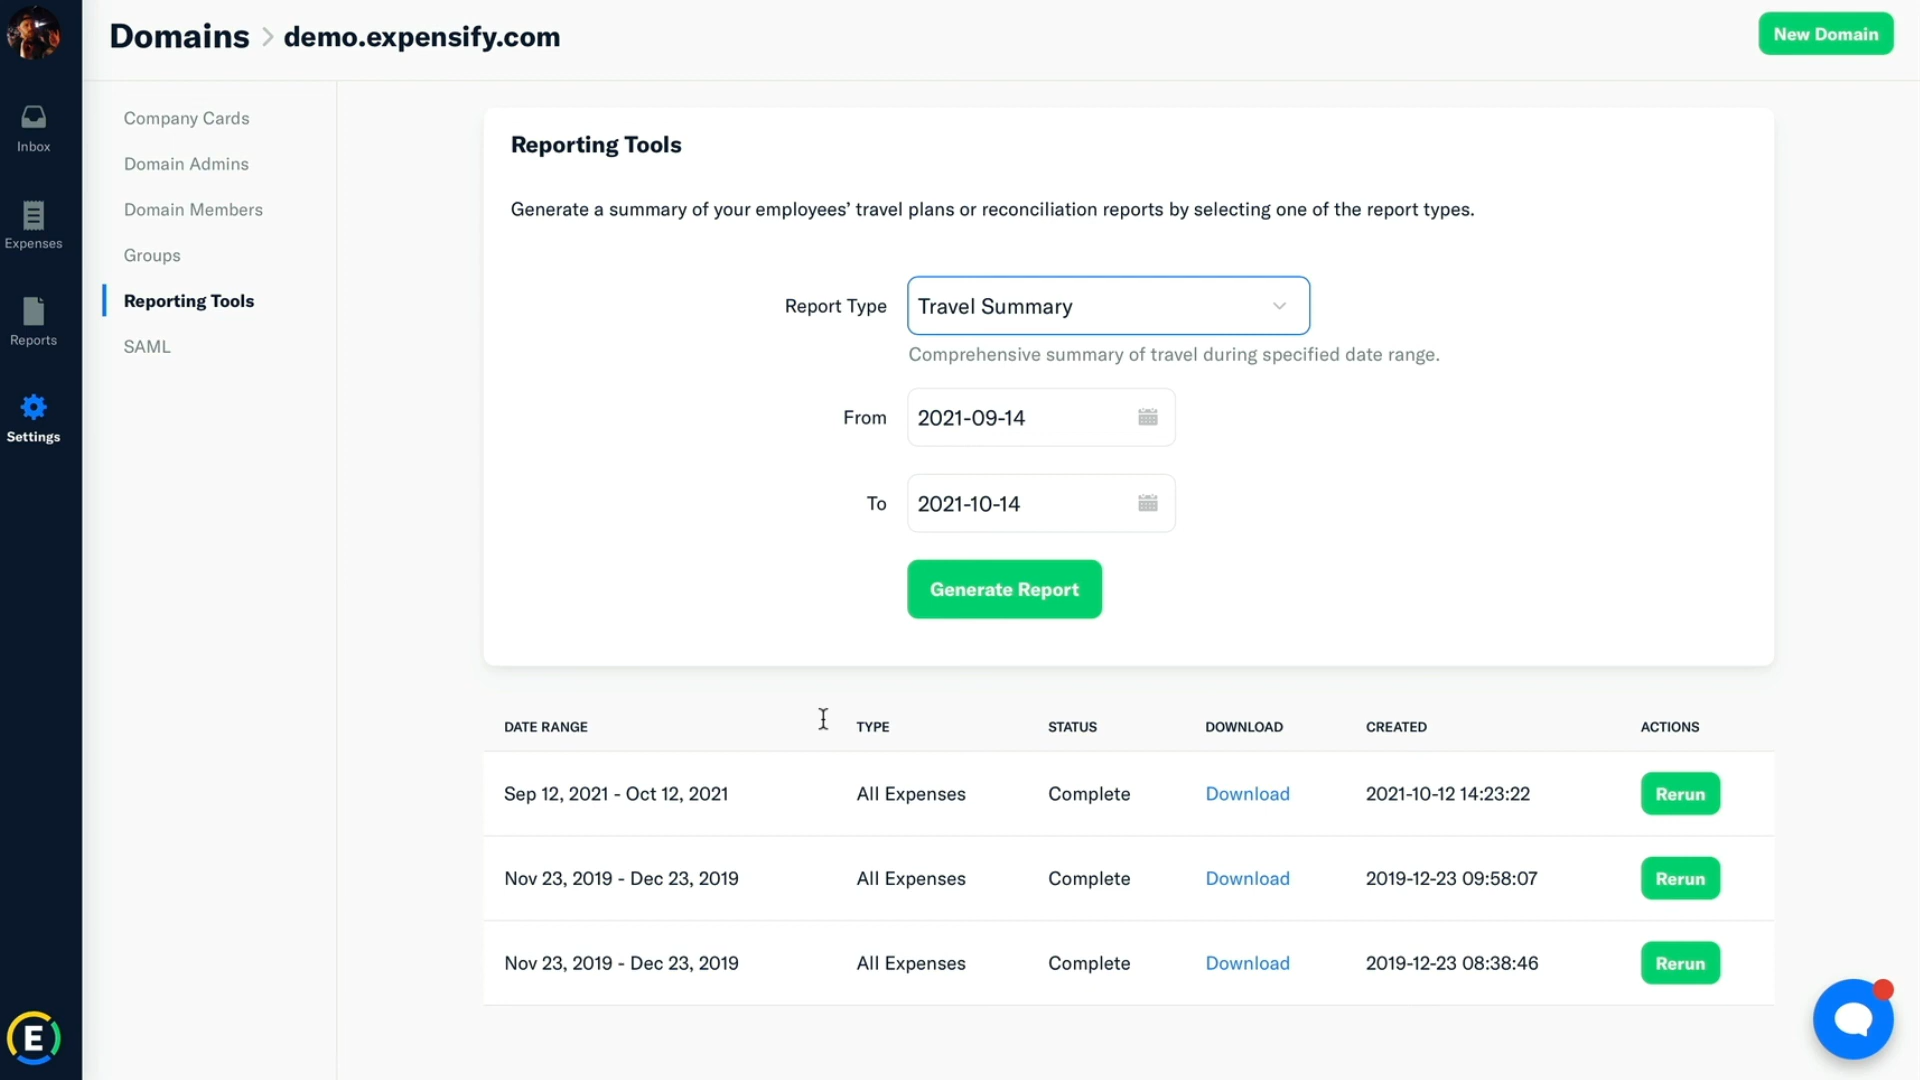 Domains > demo.expensify.com
New Domain
Inbox
Expenses
Reports
Settings
E
Company Cards
Domain Admins
Domain Members
Groups
Reporting Tools
SAML
Reporting Tools
Generate a summary of your employees’ travel plans or reconciliation reports by selecting one of the report types.
Report Type Travel Summary
Comprehensive summary of travel during specified date range.
From 2021-09-14
To 2021-10-14
Generate Report
DATE RANGE TYPE STATUS DOWNLOAD CREATED ACTIONS
Sep 12, 2021 - Oct 12, 2021 All Expenses Complete Download 2021-10-12 14:23:22 Rerun
Nov 23, 2019 - Dec 23, 2019 All Expenses Complete Download 2019-12-23 09:58:07 Rerun
Nov 23, 2019 - Dec 23, 2019 All Expenses Complete Download 2019-12-23 08:38:46 Rerun